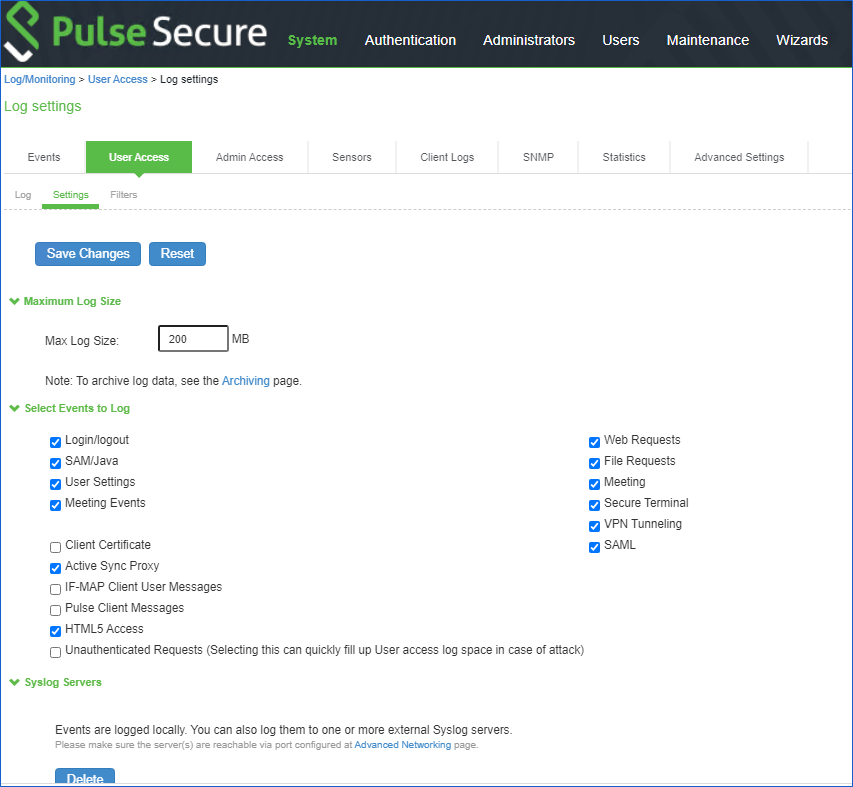 Pulse Secure System Authentication Administrators Users Maintenance Wizards
Log/Monitoring > User Access > Log settings
Log settings
Events User Access Admin Access Sensors Client Logs SNMP Statistics Advanced Settings
Log Settings Filters
Save Changes Reset
Maximum Log Size
Max Log Size: 200 MB
Note: To archive log data, see the Archiving page.
Select Events to Log
Login/logout Web Requests
SAM/Java File Requests
User Settings Meeting
Meeting Events Secure Terminal
VPN Tunneling
Client Certificate SAML
Active Sync Proxy
IF-MAP Client User Messages
Pulse Client Messages
HTML5 Access
Unauthenticated Requests (Selecting this can quickly fill up User access log space in case of attack)
Syslog Servers
Events are logged locally. You can also log them to one or more external Syslog servers.
Please make sure the server(s) are reachable via port configured at Advanced Networking page.
Delete